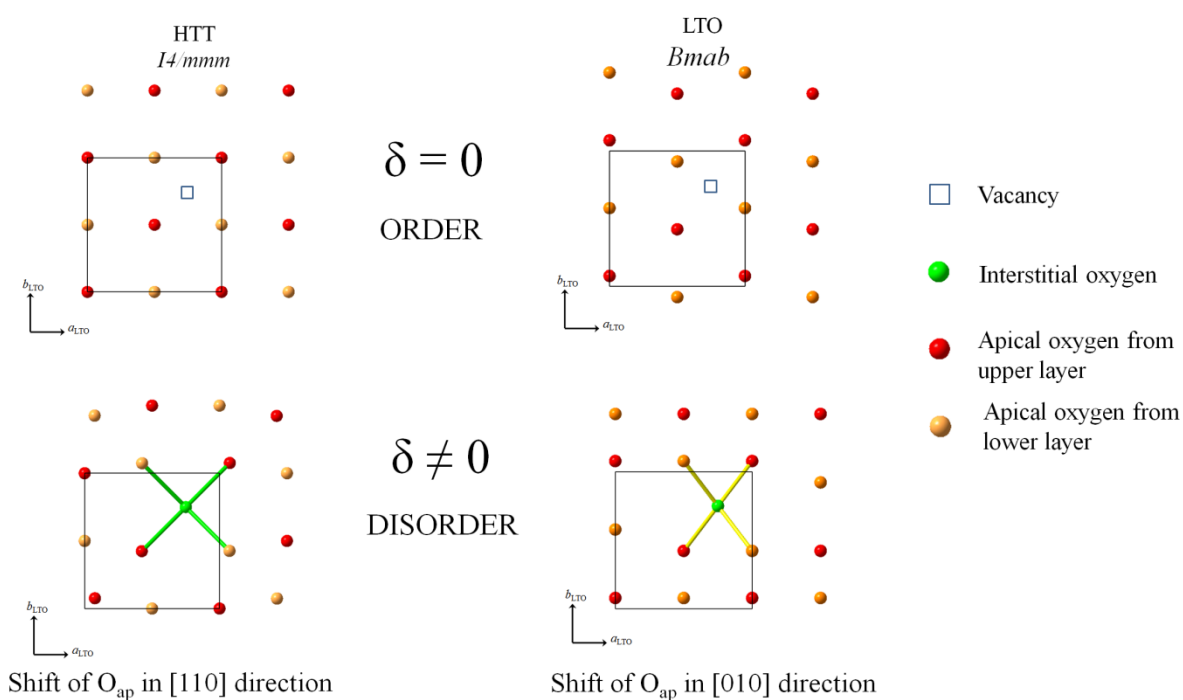 HTT
I4/mmm
LTO
Bmab
δ = 0
ORDER
b_LTO
a_LTO
b_LTO
a_LTO
Vacancy
Interstitial oxygen
Apical oxygen from
upper layer
Apical oxygen from
lower layer
δ ≠ 0
DISORDER
b_LTO
a_LTO
b_LTO
a_LTO
Shift of O_ap in [110] direction
Shift of O_ap in [010] direction